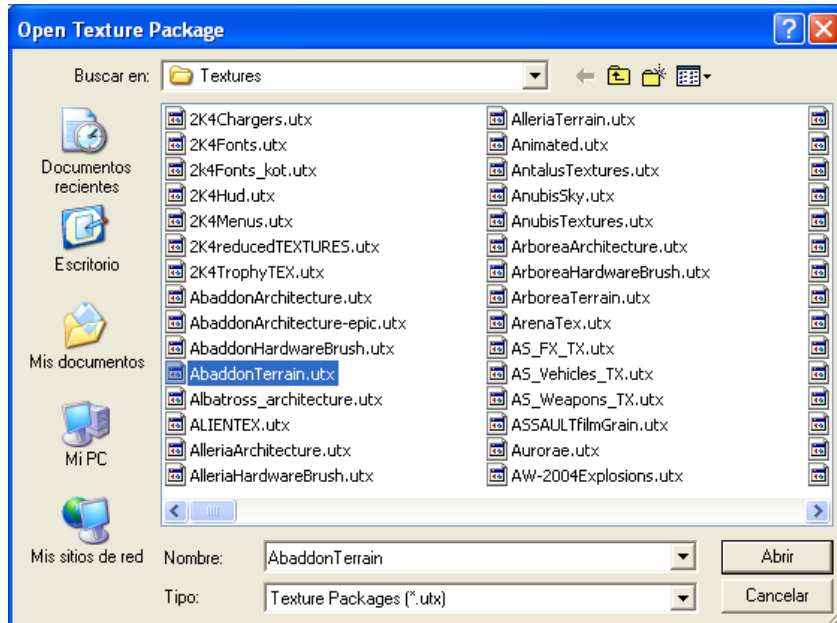 Open Texture Package
Buscar en:
Textures
Documentos
recientes
Escritorio
Mis documentos
Mi PC
Mis sitios de red
2K4Chargers.utx
2K4Fonts.utx
2k4Fonts_kot.utx
2K4Hud.utx
2K4Menus.utx
2K4reducedTEXTURES.utx
2K4TrophyTEX.utx
AbaddonArchitecture.utx
AbaddonArchitecture-epic.utx
AbaddonHardwareBrush.utx
AbaddonTerrain.utx
Albatross_architecture.utx
ALIENTEX.utx
AlleriaArchitecture.utx
AlleriaHardwareBrush.utx
AlleriaTerrain.utx
Animated.utx
AntalusTextures.utx
AnubisSky.utx
AnubisTextures.utx
ArboreaArchitecture.utx
ArboreaHardwareBrush.utx
ArboreaTerrain.utx
ArenaTex.utx
AS_FX_TX.utx
AS_Vehicles_TX.utx
AS_Weapons_TX.utx
ASSAULTfilmGrain.utx
Aurorae.utx
AW-2004Explosions.utx
Nombre:
AbaddonTerrain
Abrir
Tipo:
Texture Packages (*.utx)
Cancelar